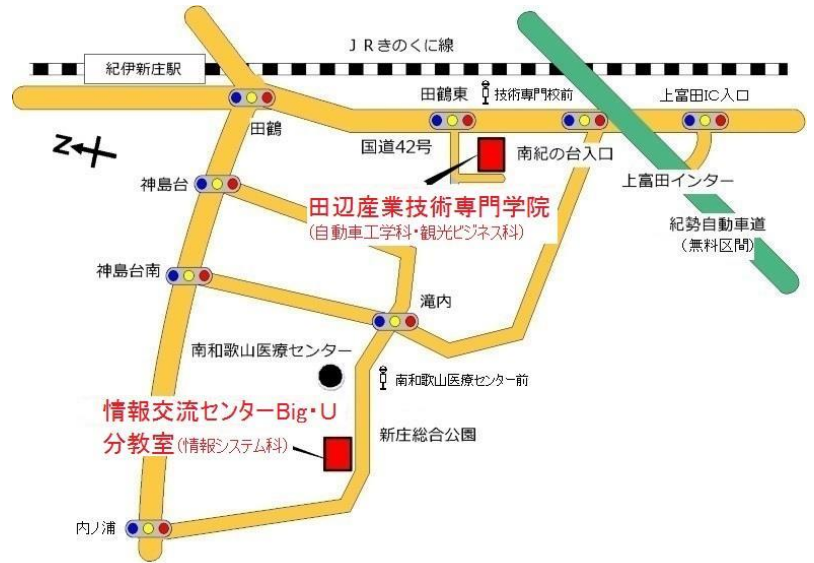 ＪＲきのくに線
紀伊新庄駅
田鶴
田鶴東
技術専門校前
上富田IC入口
国道42号
南紀の台入口
N
神島台
上富田インター
田辺産業技術専門学院
(自動車工学科・観光ビジネス科)
紀勢自動車道
(無料区間)
神島台南
滝内
南和歌山医療センター
南和歌山医療センター前
情報交流センターBig・U
分教室(情報システム科)
新庄総合公園
内ノ浦